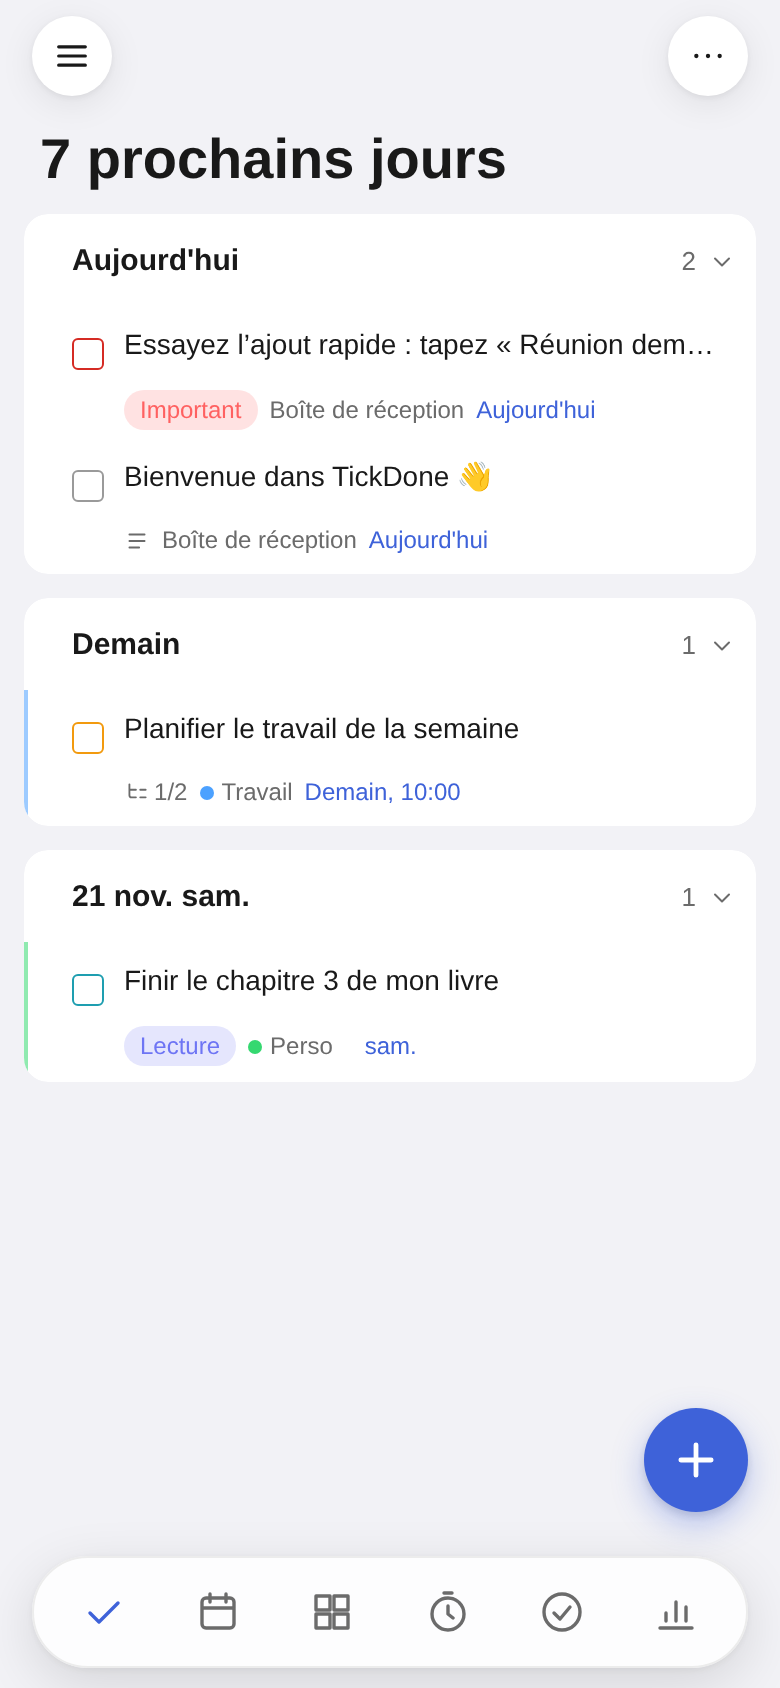 7 prochains jours
Aujourd'hui 2
Essayez l’ajout rapide : tapez « Réunion dem…
Important Boîte de réception Aujourd'hui
Bienvenue dans TickDone 👋
Boîte de réception Aujourd'hui
Demain 1
Planifier le travail de la semaine
1/2 Travail Demain, 10:00
21 nov. sam. 1
Finir le chapitre 3 de mon livre
Lecture Perso sam.